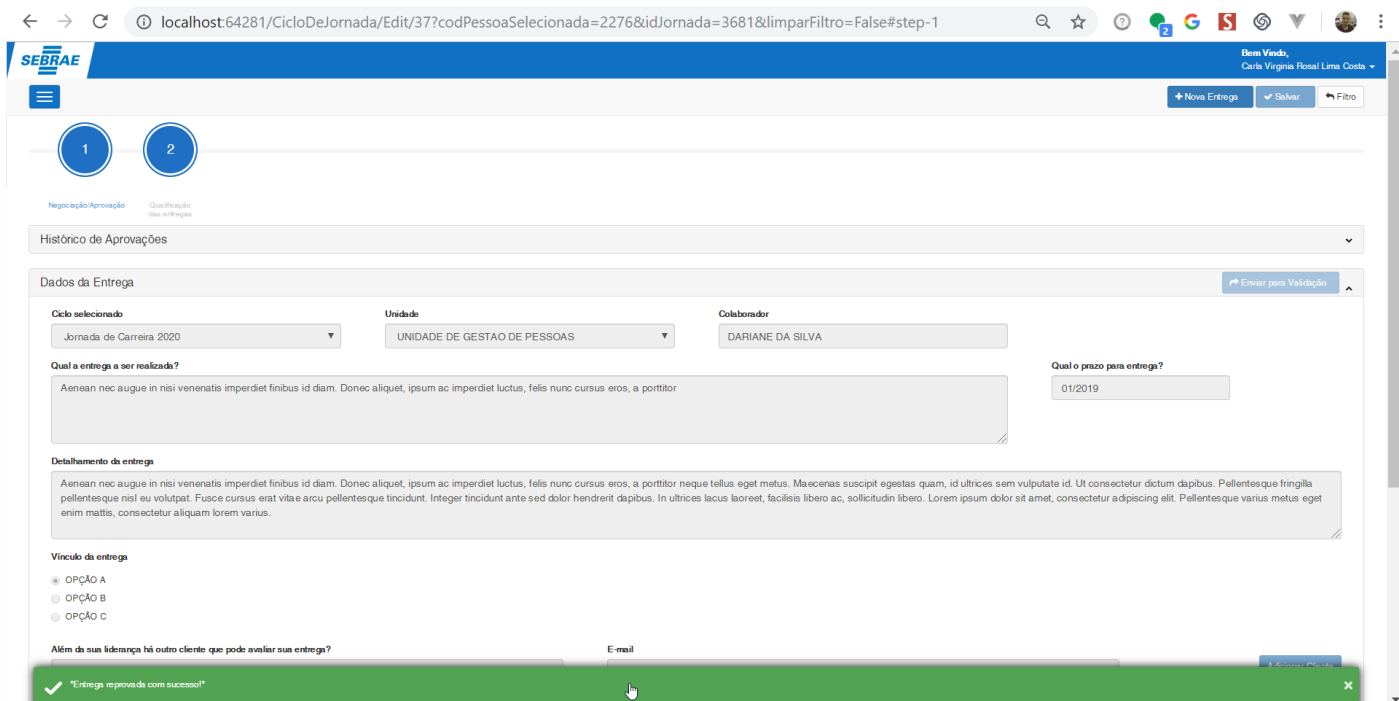 localhost:64281/CicloDeJornada/Edit/37?codPessoaSelecionada=2276&idJornada=3681&limparFiltro=False#step-1
2
SEBRAE
Bem Vindo,
Carla Virginia Rosal Lima Costa
Nova Entrega
Salvar
Filtro
1
2
Negociação/Aprovação
Qualificação
das entregas
Histórico de Aprovações
Dados da Entrega
Enviar para Validação
Ciclo selecionado
Unidade
Colaborador
Jornada de Carreira 2020
UNIDADE DE GESTAO DE PESSOAS
DARIANE DA SILVA
Qual a entrega a ser realizada?
Qual o prazo para entrega?
Aenean nec augue in nisi venenatis imperdiet finibus id diam. Donec aliquet, ipsum ac imperdiet luctus, felis nunc cursus eros, a porttitor
01/2019
Detalhamento da entrega
Aenean nec augue in nisi venenatis imperdiet finibus id diam. Donec aliquet, ipsum ac imperdiet luctus, felis nunc cursus eros, a porttitor neque tellus eget metus. Maecenas suscipit egestas quam, id ultrices sem vulputate id. Ut consectetur dictum dapibus. Pellentesque fringilla
pellentesque nisl eu volutpat. Fusce cursus erat vitae arcu pellentesque tincidunt. Integer tincidunt ante sed dolor hendrerit dapibus. In ultrices lacus laoreet, facilisis libero ac, sollicitudin libero. Lorem ipsum dolor sit amet, consectetur adipiscing elit. Pellentesque varius metus eget
enim mattis, consectetur aliquam lorem varius.
Vínculo da entrega
OPÇÃO A
OPÇÃO B
OPÇÃO C
Além da sua liderança há outro cliente que pode avaliar sua entrega?
E-mail
"Entrega reprovada com sucesso!"